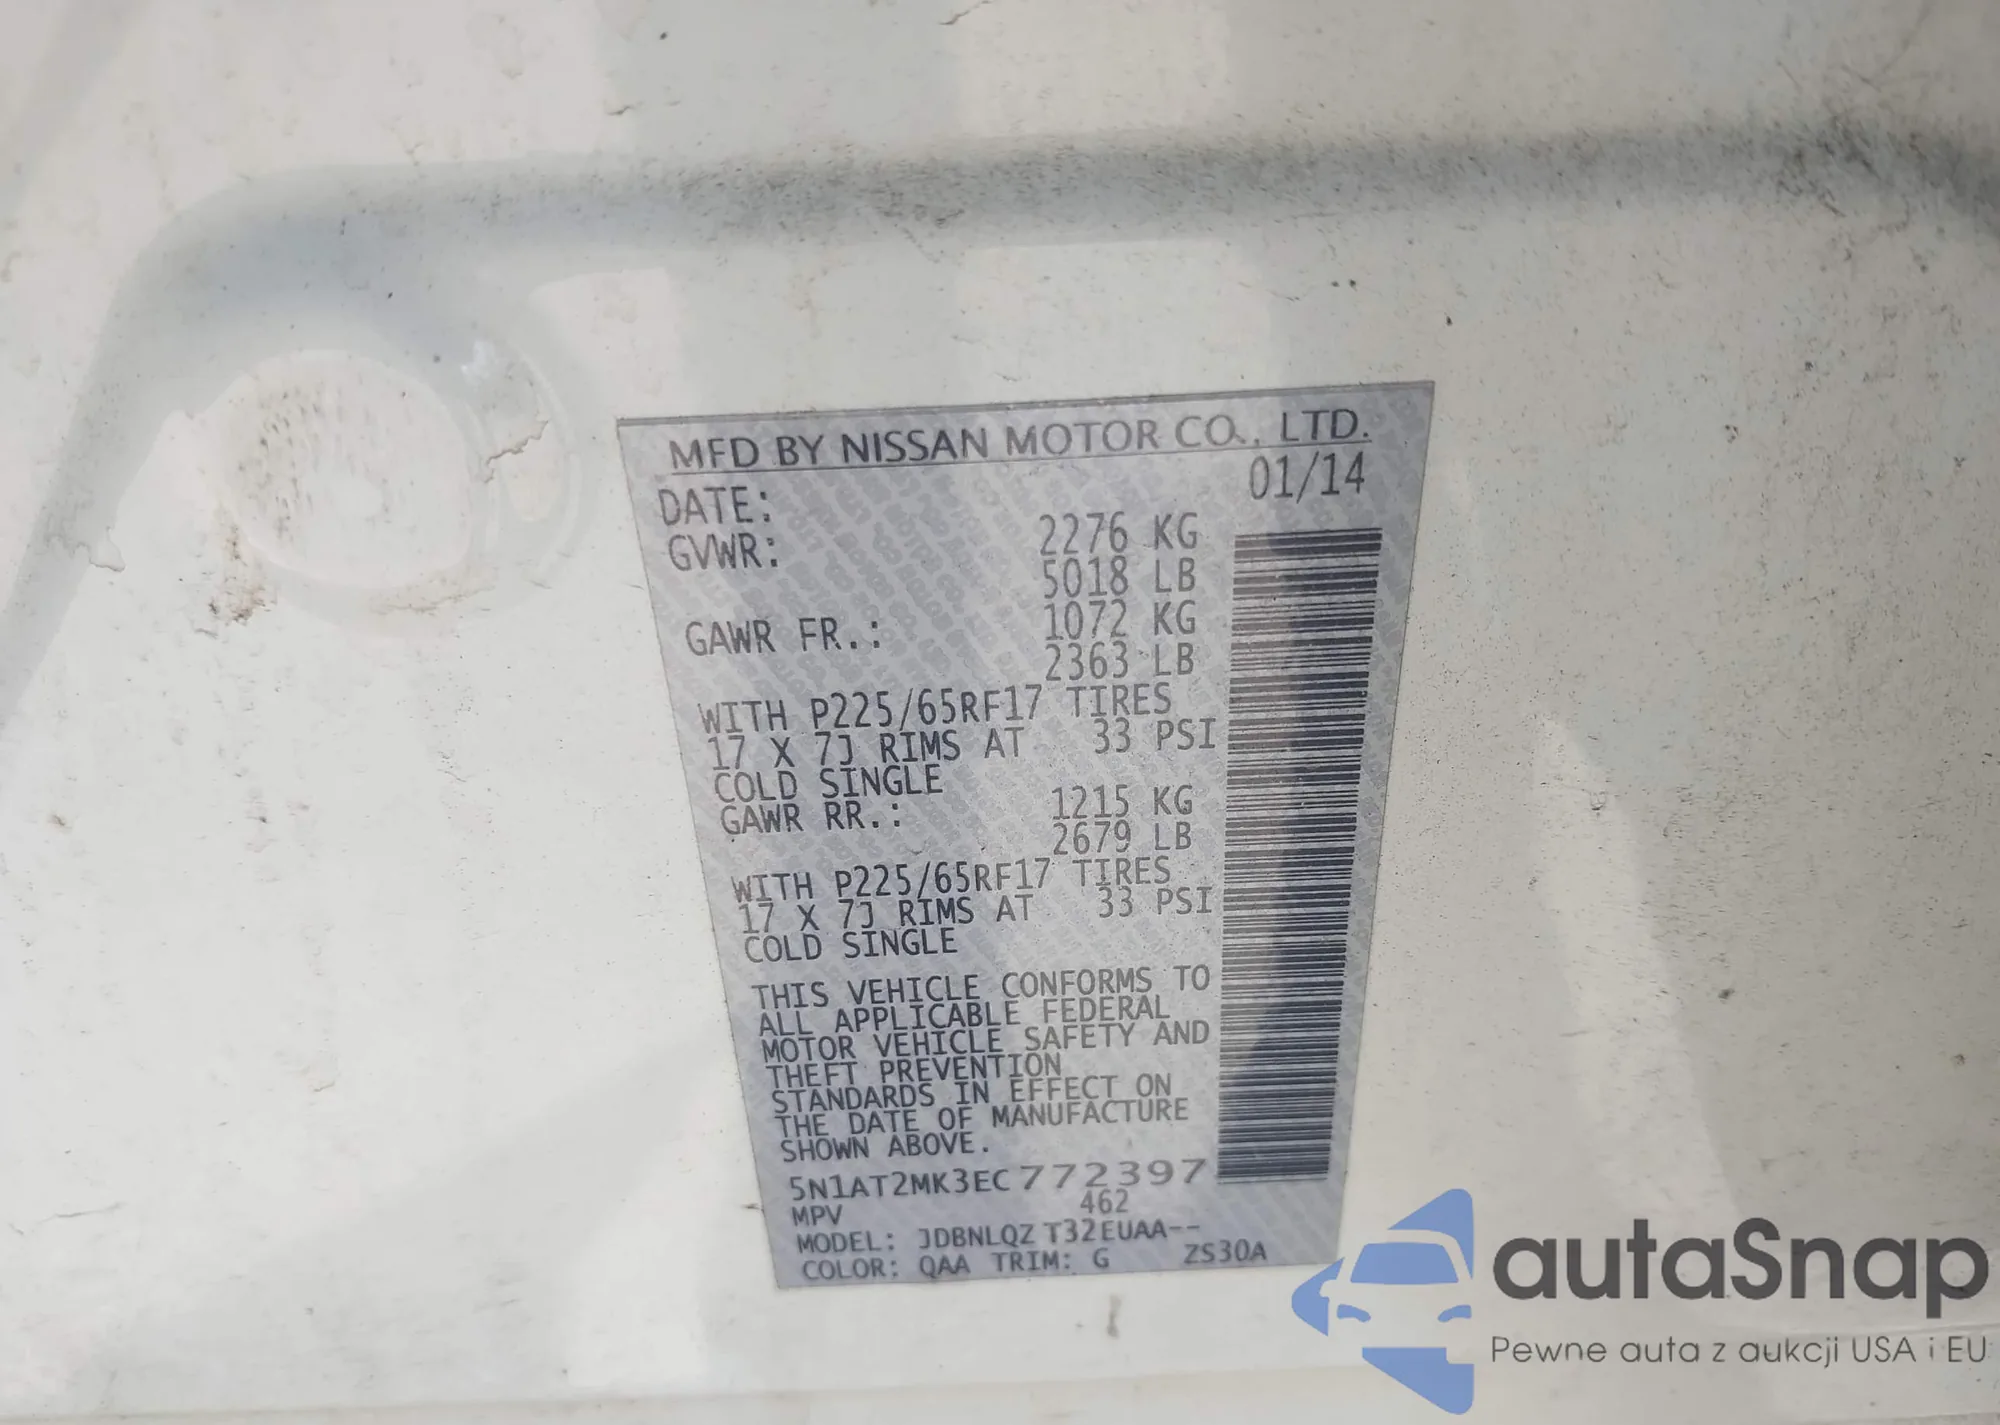 MFD BY NISSAN MOTOR CO., LTD.
DATE: 01/14
GVWR: 2276 KG
5018 LB
GAWR FR.: 1072 KG
2363 LB
WITH P225/65RF17 TIRES
17 X 7J RIMS AT 33 PSI
COLD SINGLE
GAWR RR.: 1215 KG
2679 LB
WITH P225/65RF17 TIRES
17 X 7J RIMS AT 33 PSI
COLD SINGLE
THIS VEHICLE CONFORMS TO
ALL APPLICABLE FEDERAL
MOTOR VEHICLE SAFETY AND
THEFT PREVENTION
STANDARDS IN EFFECT ON
THE DATE OF MANUFACTURE
SHOWN ABOVE.
5N1AT2MK3EC772397
MPV 462
MODEL: JDBNLQZ T32EUAA--
COLOR: QAA TRIM: G ZS30A
autaSnap
Pewne auta z aukcji USA i EU